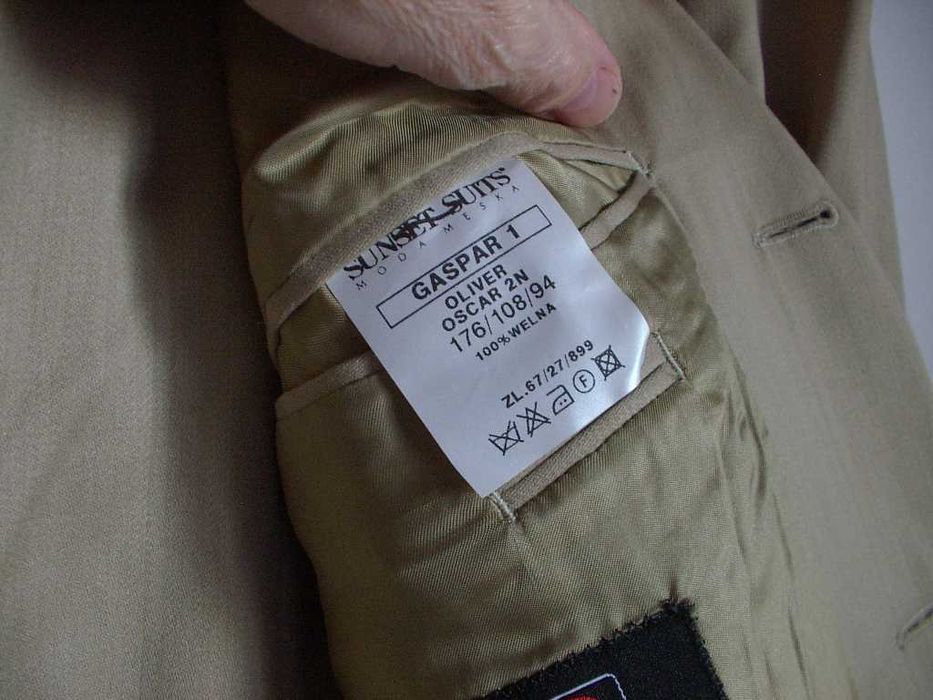 SUNSET SUITS
MODA MĘSKA
GASPAR 1
OLIVER
OSCAR 2N
176/108/94
100%WEŁNA
ZL.67/27/899
F